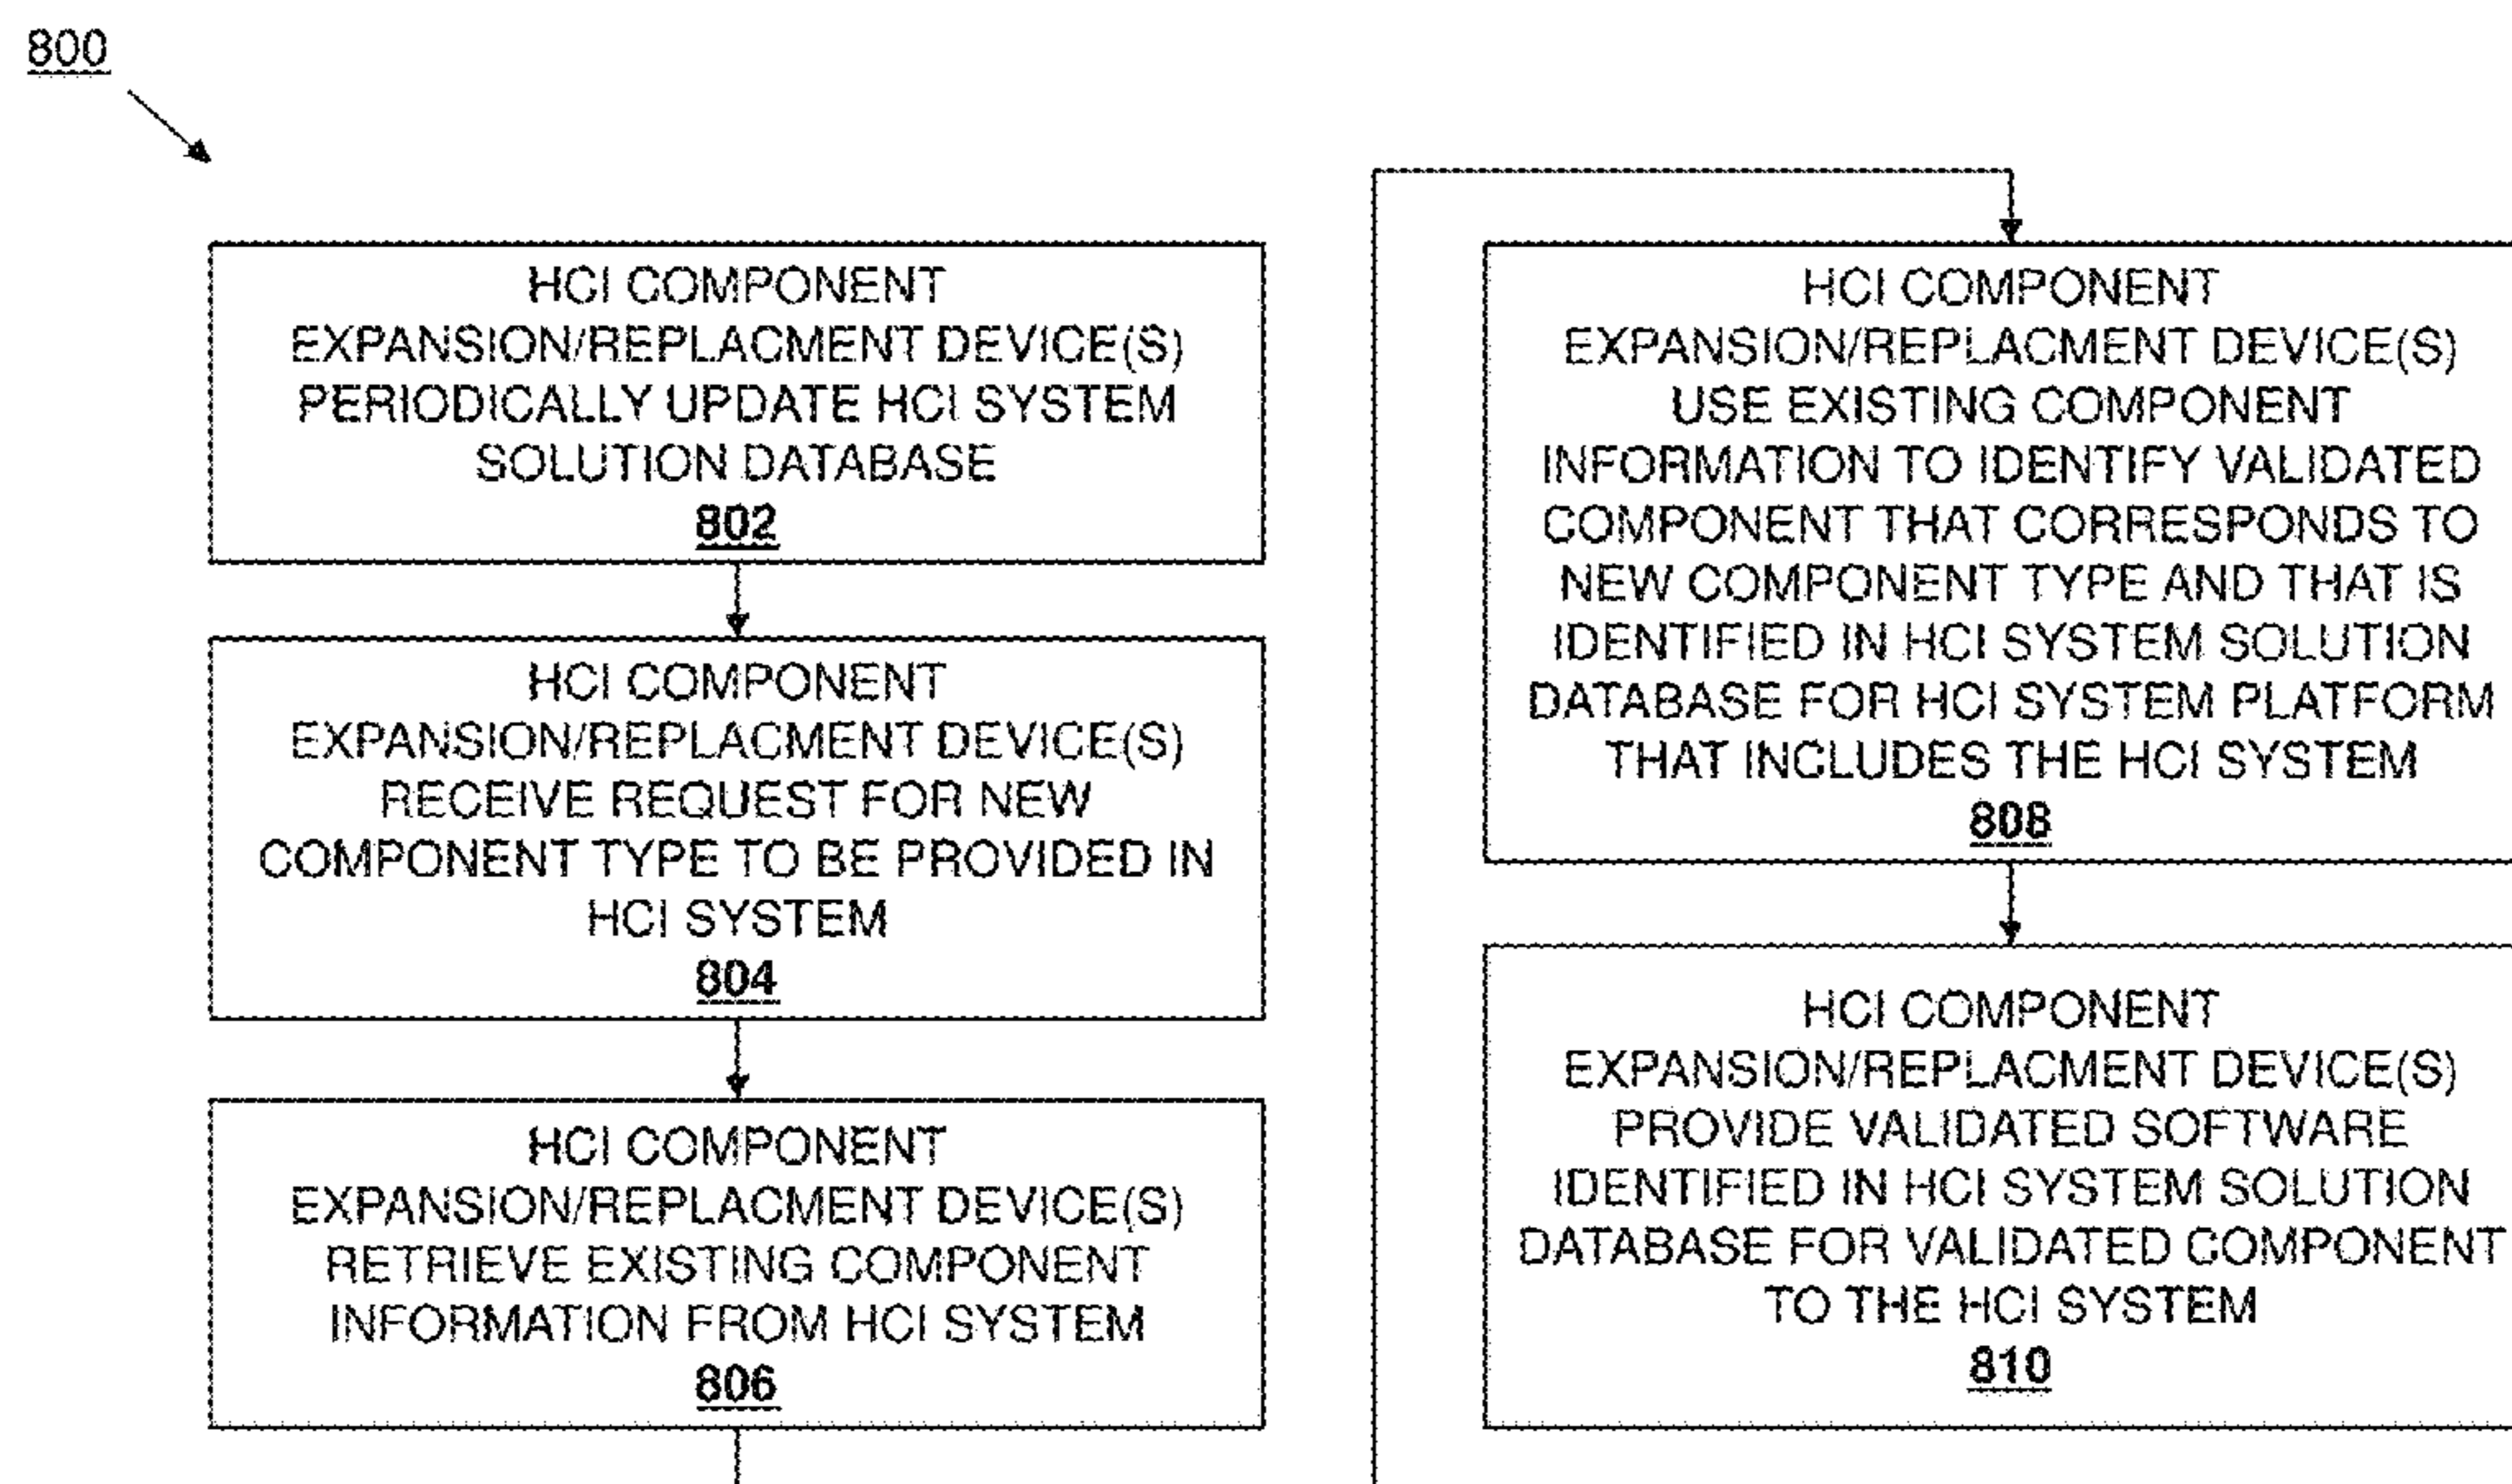 800
HCI COMPONENT
EXPANSION/REPLACMENT DEVICE(S)
PERIODICALLY UPDATE HCI SYSTEM
SOLUTION DATABASE
802
HCI COMPONENT
EXPANSION/REPLACMENT DEVICE(S)
RECEIVE REQUEST FOR NEW
COMPONENT TYPE TO BE PROVIDED IN
HCI SYSTEM
804
HCI COMPONENT
EXPANSION/REPLACMENT DEVICE(S)
RETRIEVE EXISTING COMPONENT
INFORMATION FROM HCI SYSTEM
806
HCI COMPONENT
EXPANSION/REPLACMENT DEVICE(S)
USE EXISTING COMPONENT
INFORMATION TO IDENTIFY VALIDATED
COMPONENT THAT CORRESPONDS TO
NEW COMPONENT TYPE AND THAT IS
IDENTIFIED IN HCI SYSTEM SOLUTION
DATABASE FOR HCI SYSTEM PLATFORM
THAT INCLUDES THE HCI SYSTEM
808
HCI COMPONENT
EXPANSION/REPLACMENT DEVICE(S)
PROVIDE VALIDATED SOFTWARE
IDENTIFIED IN HCI SYSTEM SOLUTION
DATABASE FOR VALIDATED COMPONENT
TO THE HCI SYSTEM
810